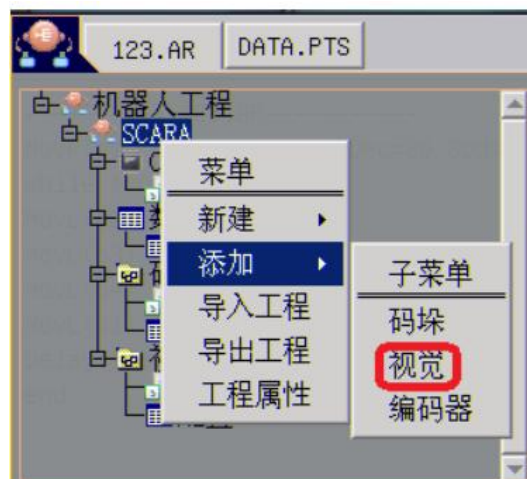 123.AR
DATA.PTS
机器人工程
SCARA
菜单
新建
添加
导入工程
导出工程
工程属性
子菜单
码垛
视觉
编码器